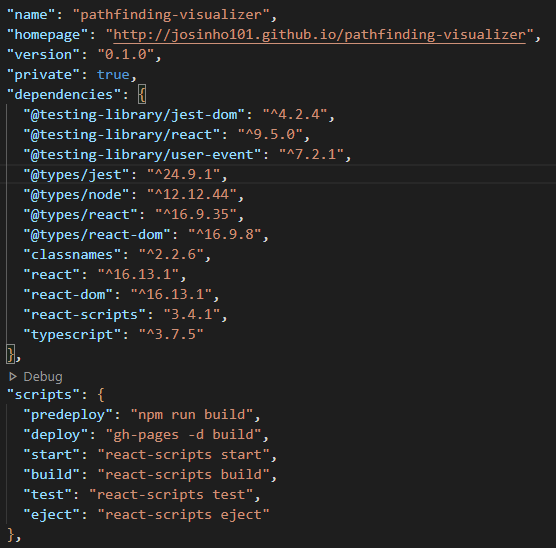 "name": "pathfinding-visualizer",
"homepage": "http://josinho101.github.io/pathfinding-visualizer",
"version": "0.1.0",
"private": true,
"dependencies": {
"@testing-library/jest-dom": "^4.2.4",
"@testing-library/react": "^9.5.0",
"@testing-library/user-event": "^7.2.1",
"@types/jest": "^24.9.1",
"@types/node": "^12.12.44",
"@types/react": "^16.9.35",
"@types/react-dom": "^16.9.8",
"classnames": "^2.2.6",
"react": "^16.13.1",
"react-dom": "^16.13.1",
"react-scripts": "3.4.1",
"typescript": "^3.7.5"
},
Debug
"scripts": {
"predeploy": "npm run build",
"deploy": "gh-pages -d build",
"start": "react-scripts start",
"build": "react-scripts build",
"test": "react-scripts test",
"eject": "react-scripts eject"
},